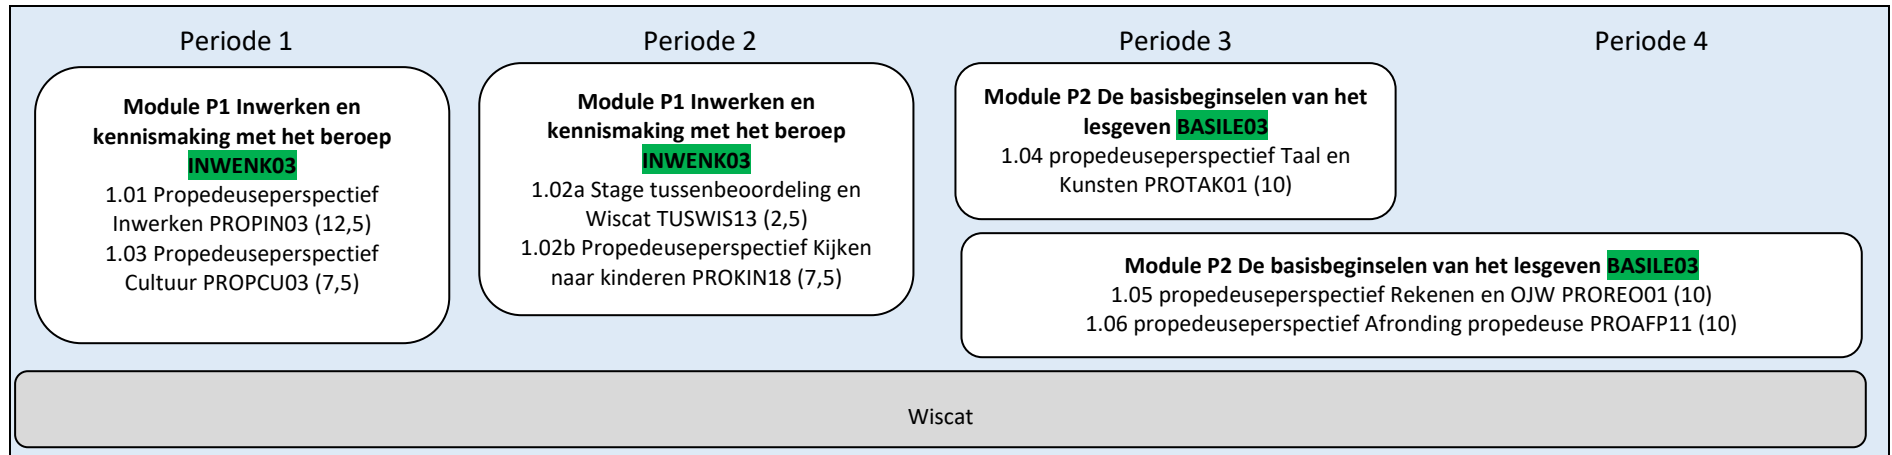 Periode 1
Periode 2
Periode 3
Periode 4
Module P1 Inwerken en
kennismaking met het beroep
INWENK03
1.01 Propedeuseperspectief
Inwerken PROPIN03 (12,5)
1.03 Propedeuseperspectief
Cultuur PROPCU03 (7,5)
Module P1 Inwerken en
kennismaking met het beroep
INWENK03
1.02a Stage tussenbeoordeling en
Wiscat TUSWIS13 (2,5)
1.02b Propedeuseperspectief Kijken
naar kinderen PROKIN18 (7,5)
Module P2 De basisbeginselen van het
lesgeven BASILE03
1.04 propedeuseperspectief Taal en
Kunsten PROTAK01 (10)
Module P2 De basisbeginselen van het lesgeven BASILE03
1.05 propedeuseperspectief Rekenen en OJW PROREO01 (10)
1.06 propedeuseperspectief Afronding propedeuse PROAFP11 (10)
Wiscat